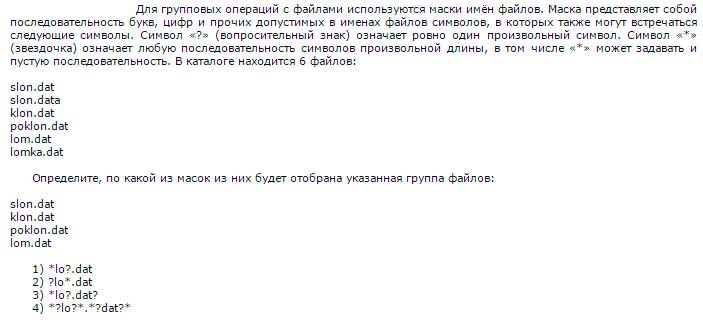 Для групповых операций с файлами используются маски имён файлов. Маска представляет собой
последовательность букв, цифр и прочих допустимых в именах файлов символов, в которых также могут встречаться
следующие символы. Символ «?» (вопросительный знак) означает ровно один произвольный символ. Символ «*»
(звездочка) означает любую последовательность символов произвольной длины, в том числе «*» может задавать и
пустую последовательность. В каталоге находится 6 файлов:
slon.dat
slon.data
klon.dat
poklon.dat
lom.dat
lomka.dat
Определите, по какой из масок из них будет отобрана указанная группа файлов:
slon.dat
klon.dat
poklon.dat
lom.dat
1) *lo?.dat
2) ?lo*.dat
3) *lo?.dat?
4) *?lo?*.*?dat?*